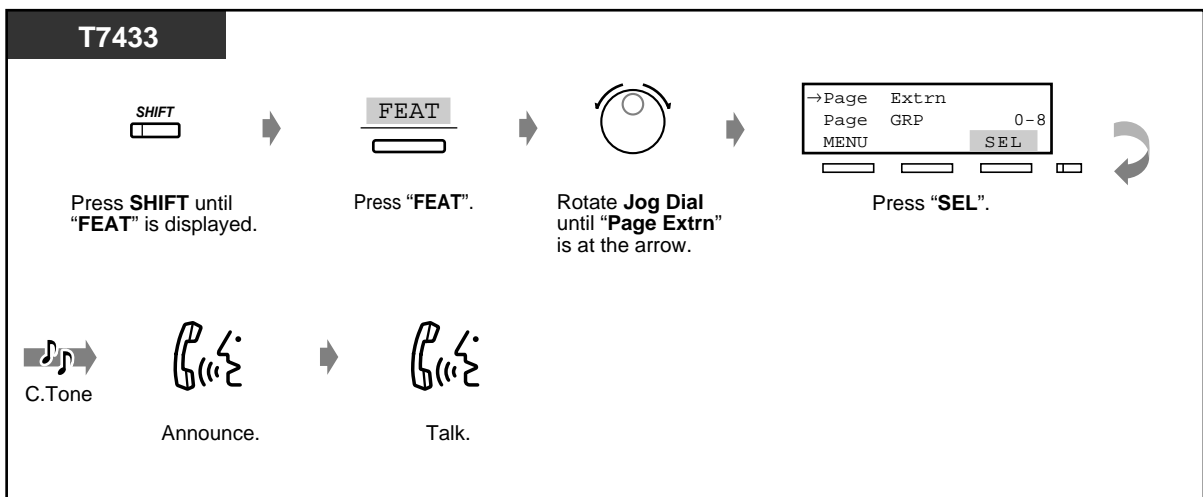 T7433
SHIFT
FEAT
→Page Extrn
Page GRP 0-8
MENU SEL
Press SHIFT until
“FEAT” is displayed.
Press “FEAT”.
Rotate Jog Dial
until “Page Extrn”
is at the arrow.
Press “SEL”.
C.Tone
Announce.
Talk.